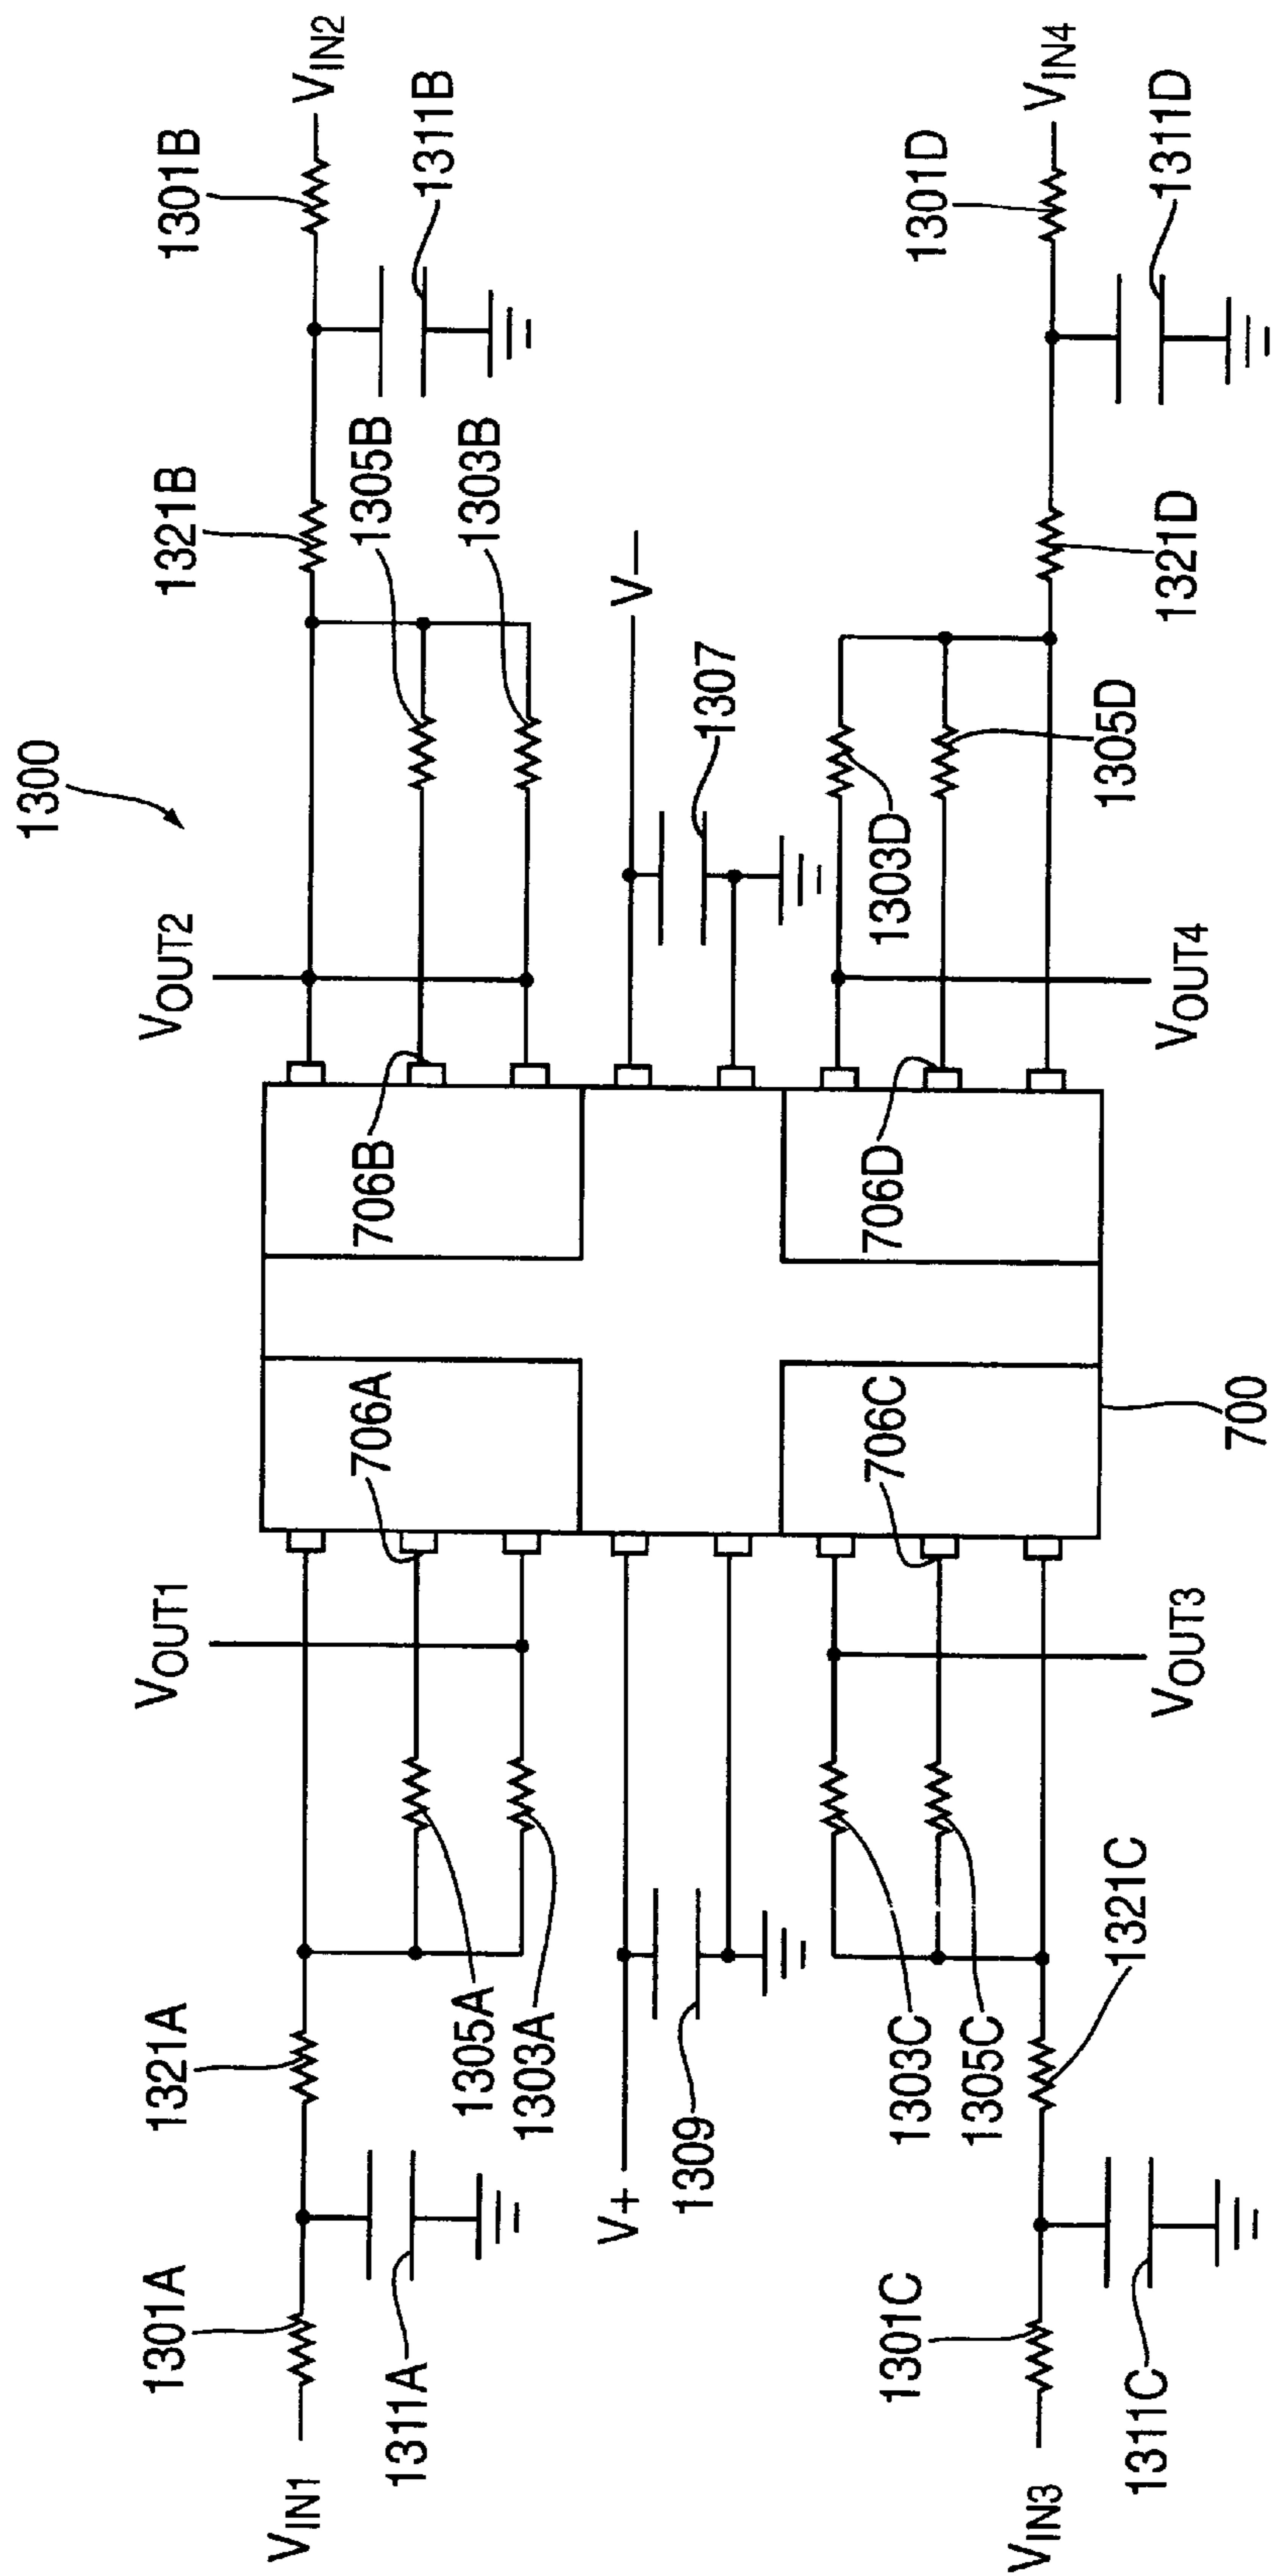 1300
VIN1
1301A
1311A
1321A
1305A
1303A
VOUT1
706A
706B
VOUT2
1321B
1305B
1303B
1301B
1311B
VIN2
V+
1309
V−
1307
VIN3
1301C
1311C
1321C
1303C
1305C
VOUT3
706C
706D
VOUT4
1303D
1305D
1321D
1301D
1311D
VIN4
700